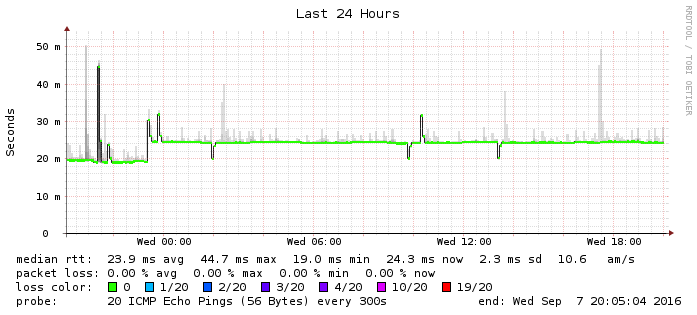 Last 24 Hours
RRDTOOL / TOBI OETIKER
Seconds
50 m
40 m
30 m
20 m
10 m
0
Wed 00:00 Wed 06:00 Wed 12:00 Wed 18:00
median rtt: 23.9 ms avg 44.7 ms max 19.0 ms min 24.3 ms now 2.3 ms sd 10.6 am/s
packet loss: 0.00 % avg 0.00 % max 0.00 % min 0.00 % now
loss color: 0 1/20 2/20 3/20 4/20 10/20 19/20
probe: 20 ICMP Echo Pings (56 Bytes) every 300s end: Wed Sep 7 20:05:04 2016